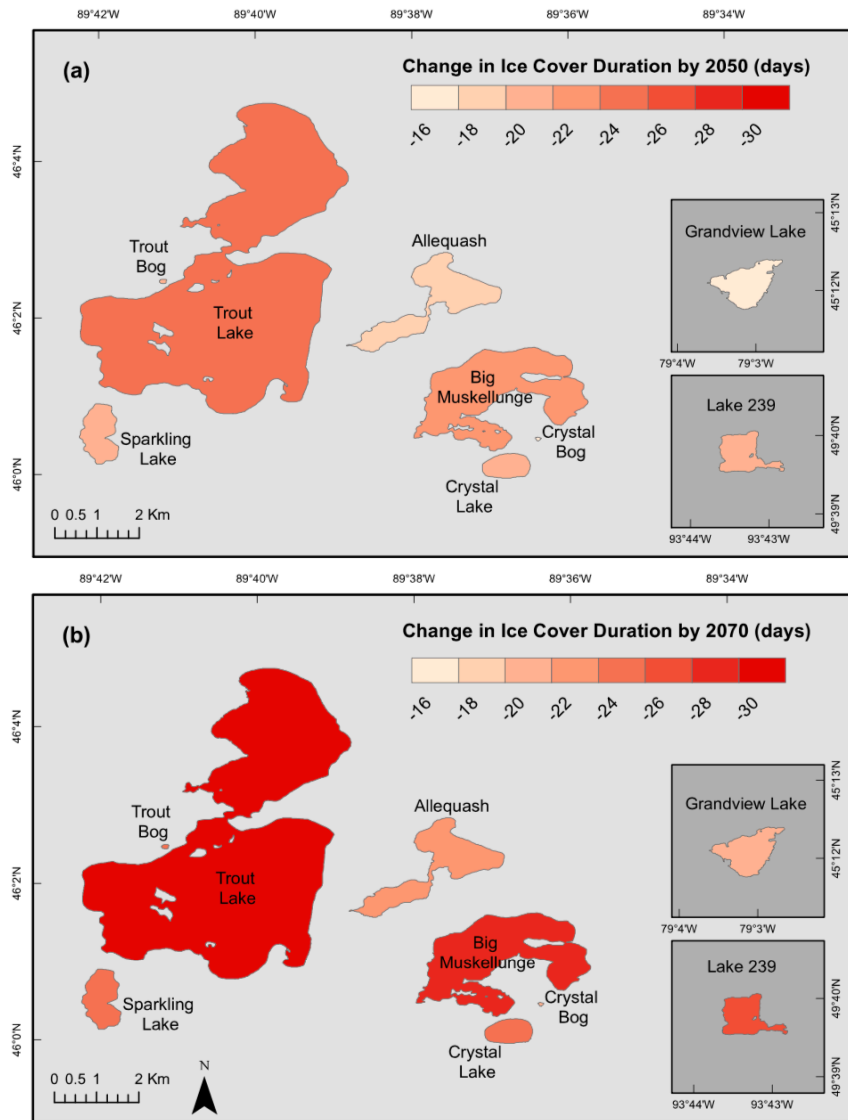 89°42'W 89°40'W 89°38'W 89°36'W 89°34'W
(a)
Change in Ice Cover Duration by 2050 (days)
-16 -18 -20 -22 -24 -26 -28 -30
46°4'N
46°2'N
46°0'N
Trout
Bog
Trout
Lake
Sparkling
Lake
Allequash
Big
Muskellunge
Crystal
Bog
Crystal
Lake
0 0.5 1 2 Km
Grandview Lake
45°13'N
45°12'N
79°4'W 79°3'W
Lake 239
49°40'N
49°39'N
93°44'W 93°43'W
89°42'W 89°40'W 89°38'W 89°36'W 89°34'W
(b)
Change in Ice Cover Duration by 2070 (days)
-16 -18 -20 -22 -24 -26 -28 -30
46°4'N
46°2'N
46°0'N
Trout
Bog
Trout
Lake
Sparkling
Lake
Allequash
Big
Muskellunge
Crystal
Bog
Crystal
Lake
0 0.5 1 2 Km
N
Grandview Lake
45°13'N
45°12'N
79°4'W 79°3'W
Lake 239
49°40'N
49°39'N
93°44'W 93°43'W